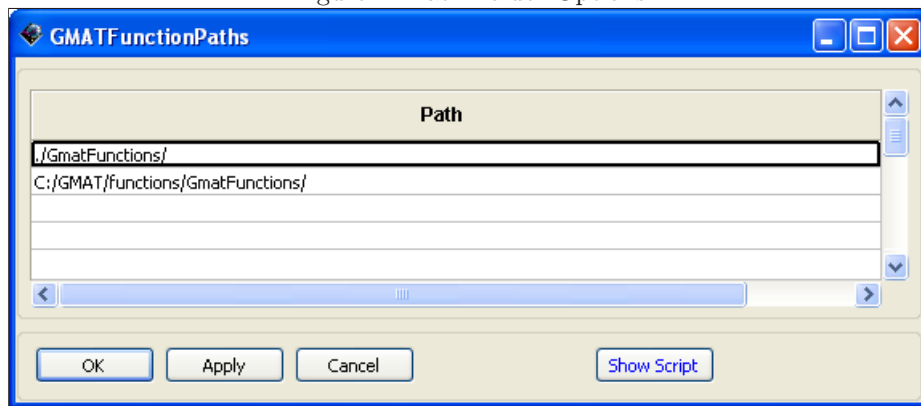 GMATFunctionPaths
Path
./GmatFunctions/
C:/GMAT/functions/GmatFunctions/
OK Apply Cancel Show Script